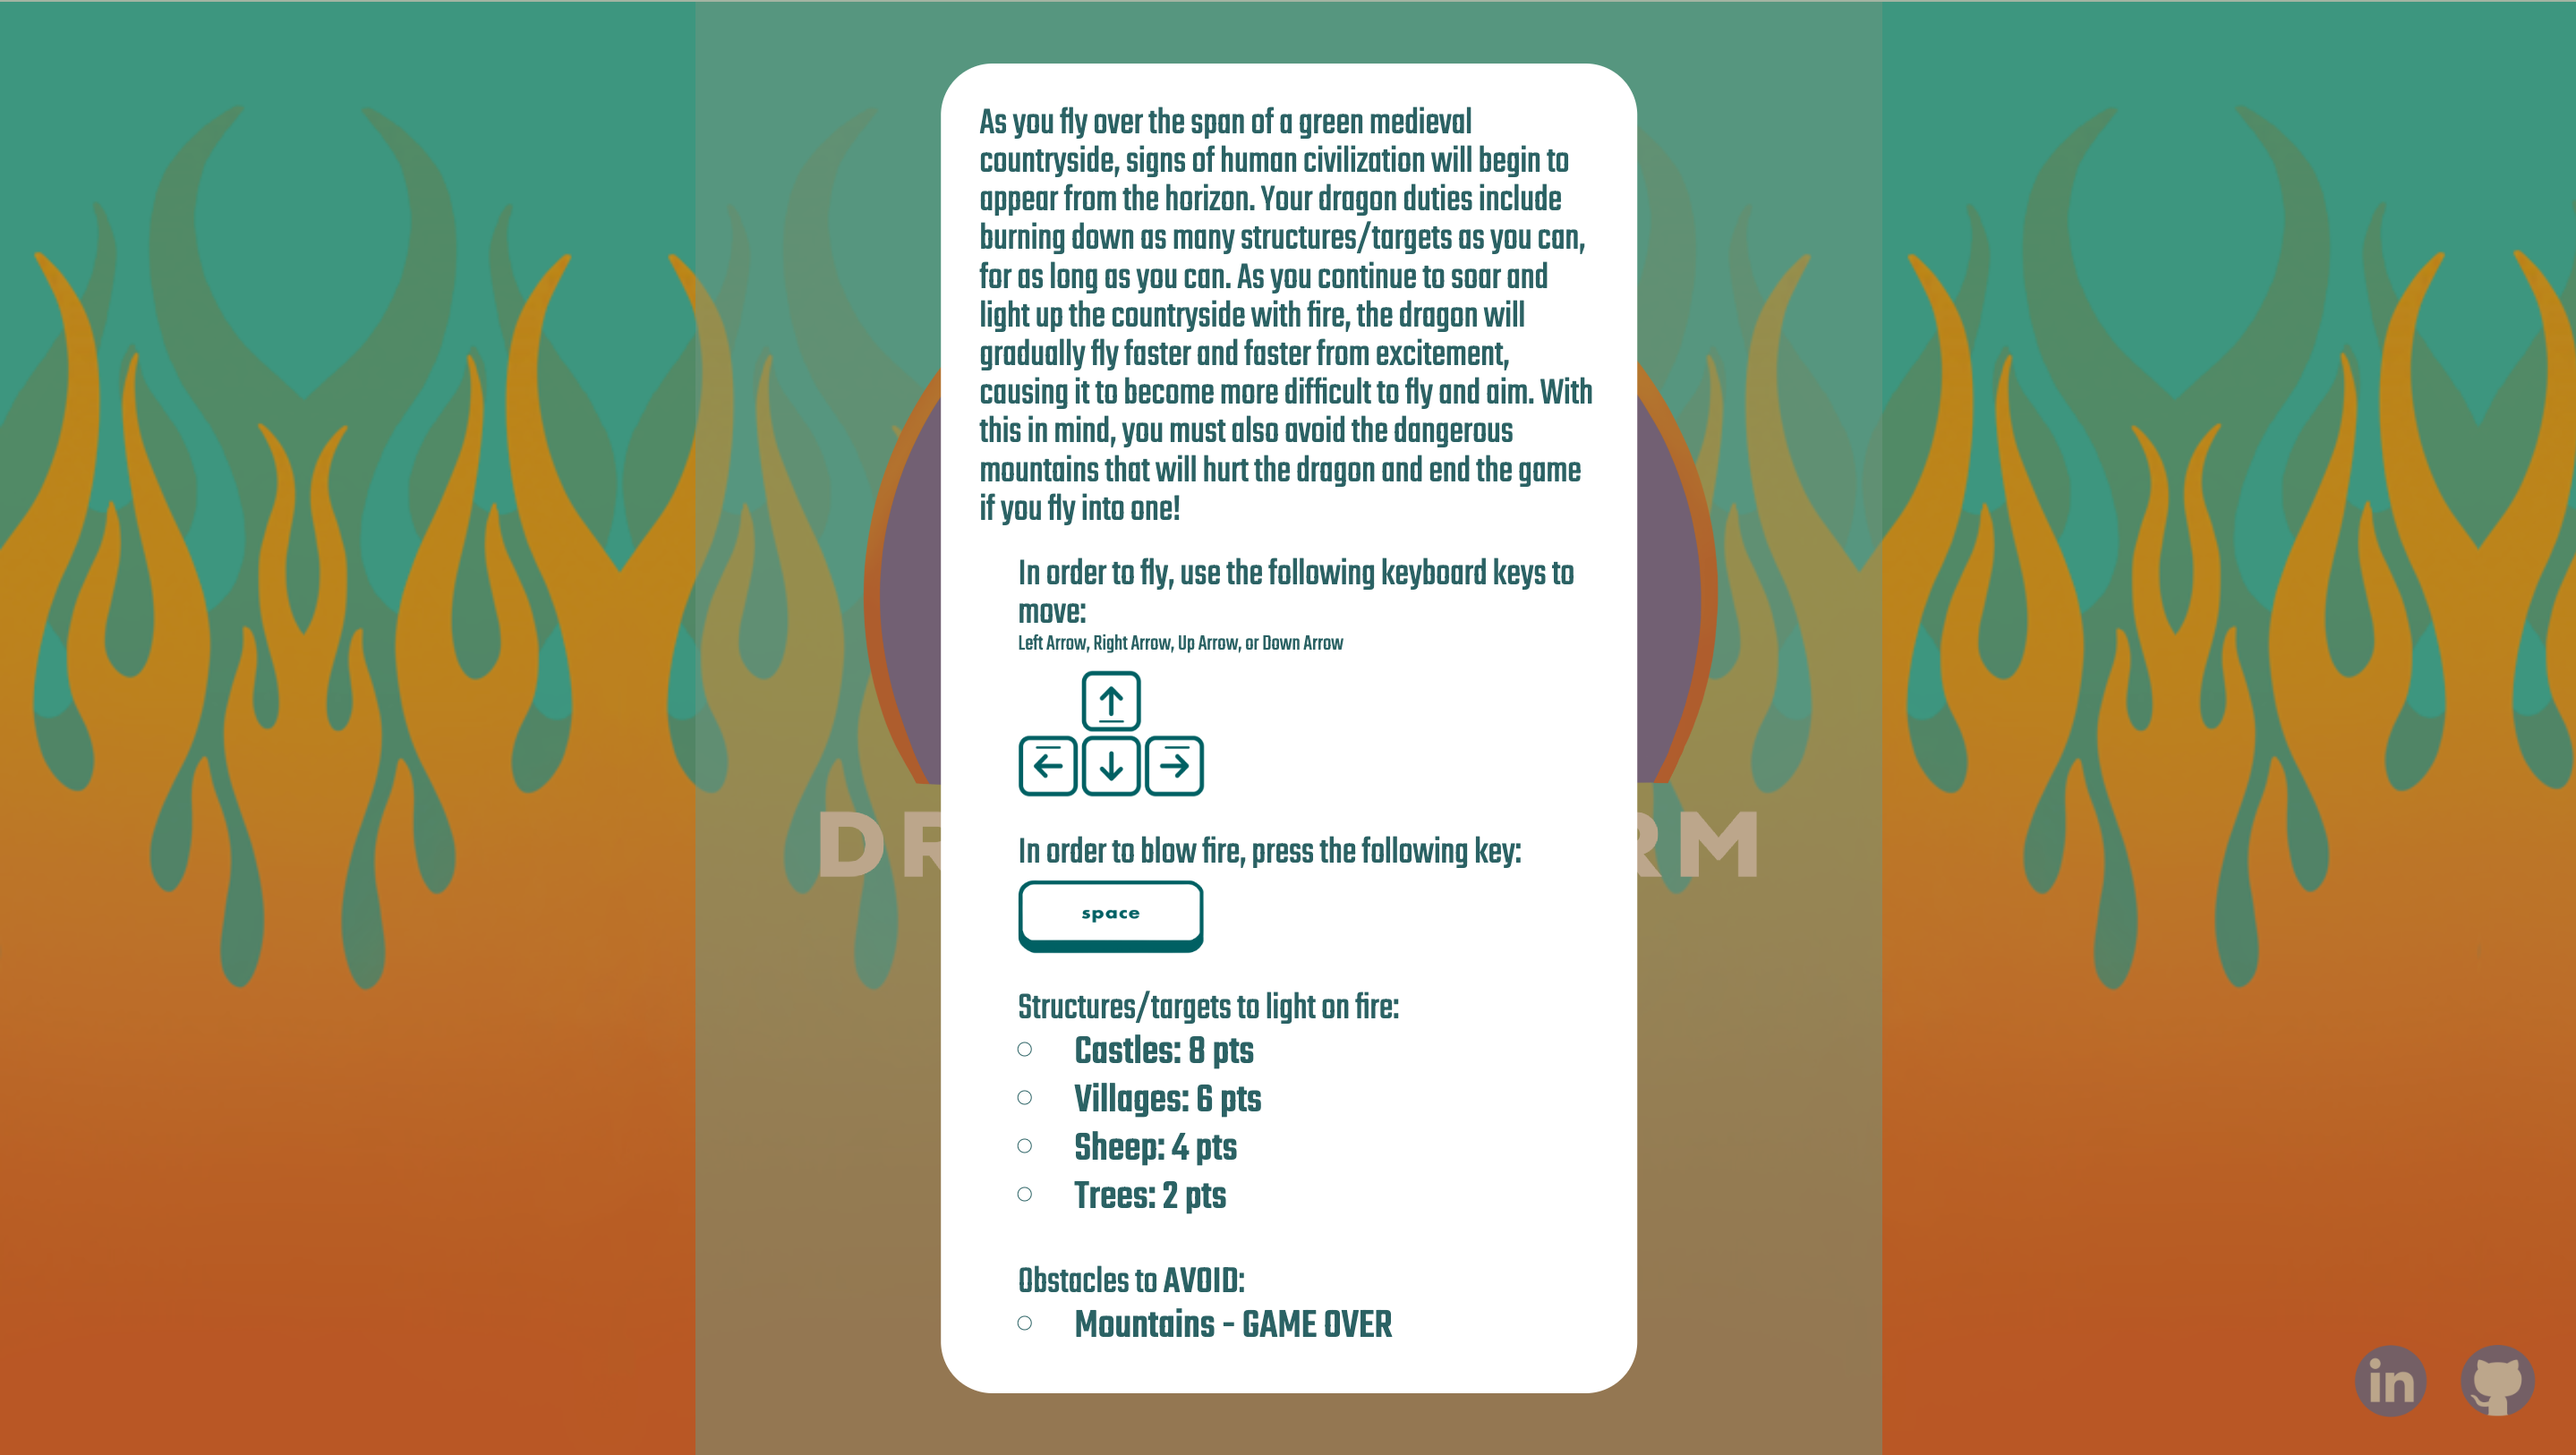 As you fly over the span of a green medieval
countryside, signs of human civilization will begin to
appear from the horizon. Your dragon duties include
burning down as many structures/targets as you can,
for as long as you can. As you continue to soar and
light up the countryside with fire, the dragon will
gradually fly faster and faster from excitement,
causing it to become more difficult to fly and aim. With
this in mind, you must also avoid the dangerous
mountains that will hurt the dragon and end the game
if you fly into one!
In order to fly, use the following keyboard keys to
move:
Left Arrow, Right Arrow, Up Arrow, or Down Arrow
DR RM
In order to blow fire, press the following key:
space
Structures/targets to light on fire:
Castles: 8 pts
Villages: 6 pts
Sheep: 4 pts
Trees: 2 pts
Obstacles to AVOID:
Mountains - GAME OVER
in